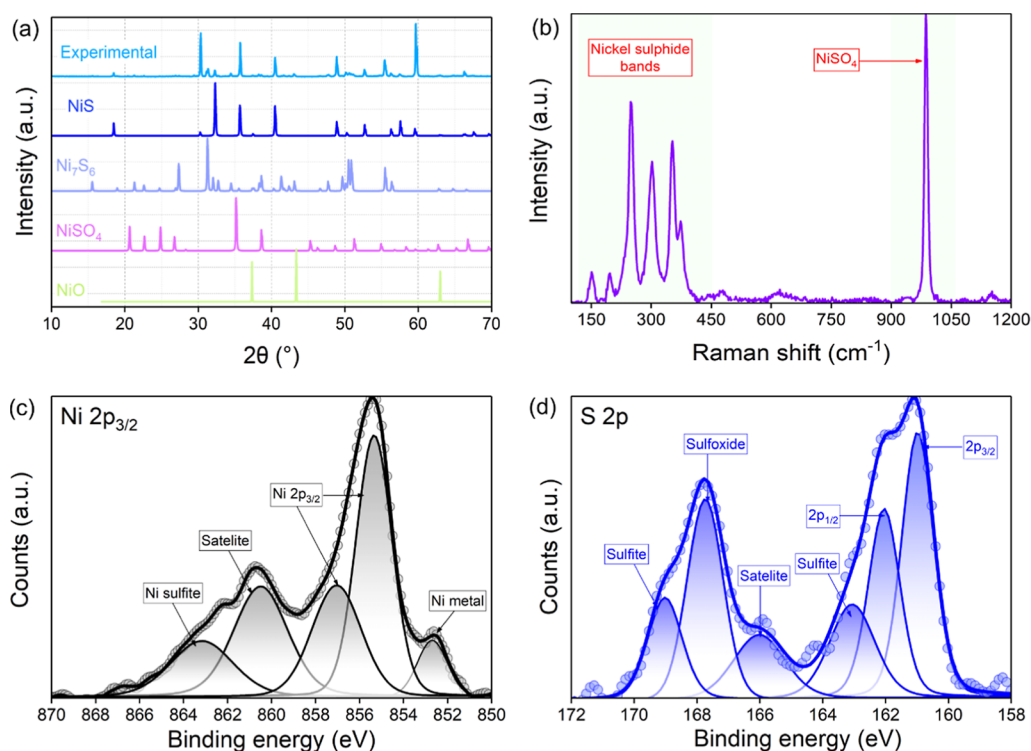 (a)
Experimental
NiS
Ni₇S₆
NiSO₄
NiO
Intensity (a.u.)
10 20 30 40 50 60 70
2θ (°)
(b)
Nickel sulphide
bands
NiSO₄
Intensity (a.u.)
150 300 450 600 750 900 1050 1200
Raman shift (cm⁻¹)
(c) Ni 2p₃/₂
Ni 2p₃/₂
Satelite
Ni sulfite
Ni metal
Counts (a.u.)
870 868 866 864 862 860 858 856 854 852 850
Binding energy (eV)
(d) S 2p
Sulfoxide
2p₃/₂
2p₁/₂
Sulfite
Satelite
Sulfite
Counts (a.u.)
172 170 168 166 164 162 160 158
Binding energy (eV)